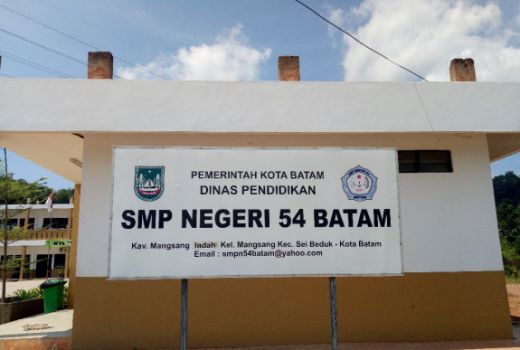 PEMERINTAH KOTA BATAM
DINAS PENDIDIKAN
SMP NEGERI 54 BATAM
Kav. Mangsang Indah Kel. Mangsang Kec. Sei Beduk - Kota Batam
Email : smpn54batam@yahoo.com